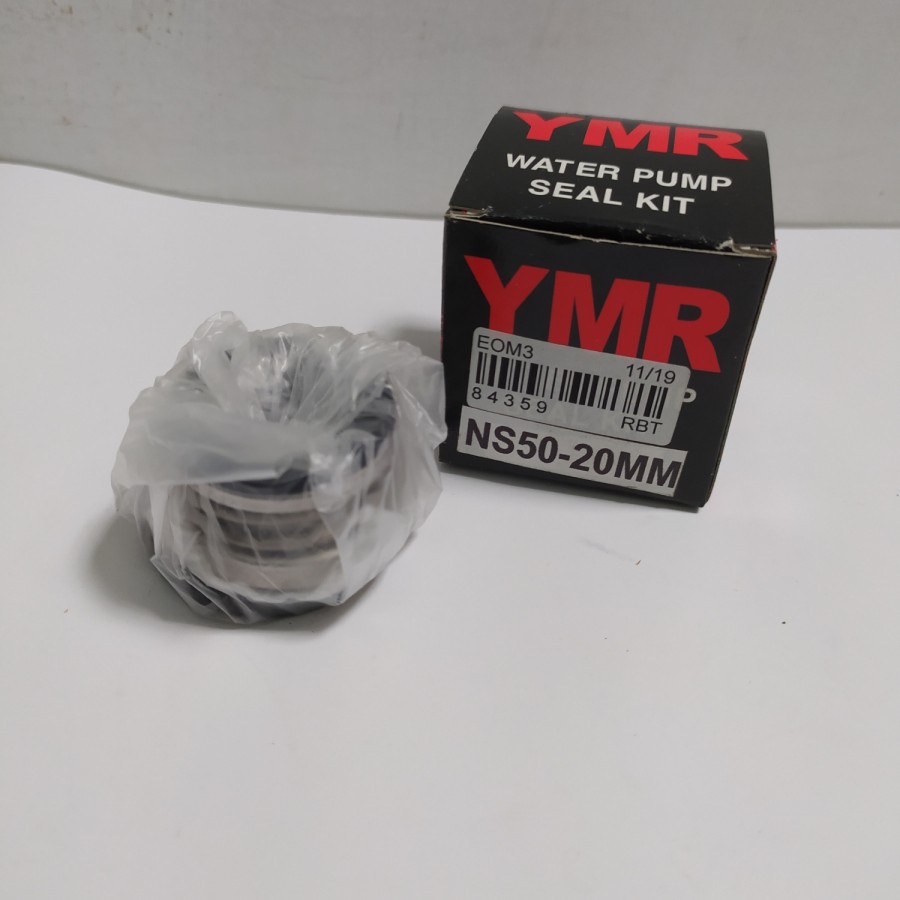 YMR
WATER PUMP
SEAL KIT
YMR
EOM3
11/19
84359
RBT
P
NS50-20MM